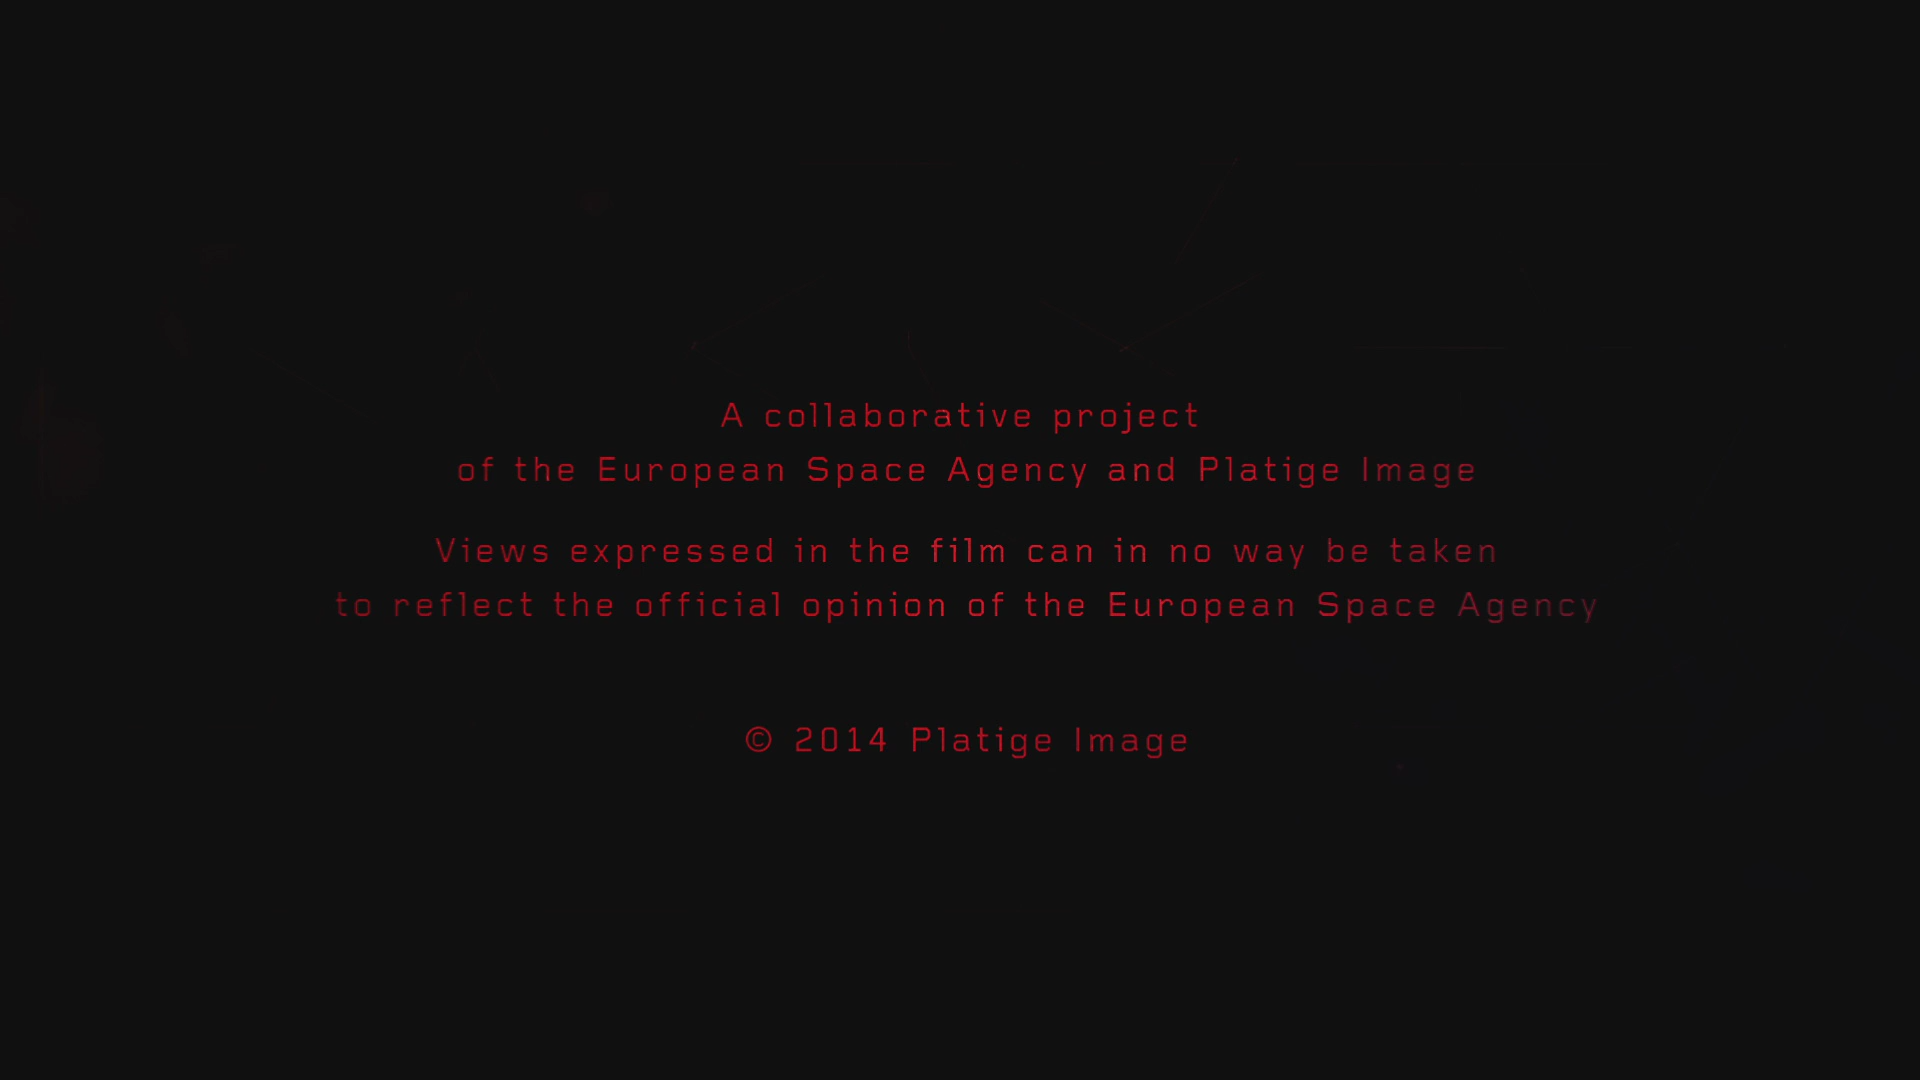 A collaborative project
of the European Space Agency and Platige Image
Views expressed in the film can in no way be taken
to reflect the official opinion of the European Space Agency
© 2014 Platige Image